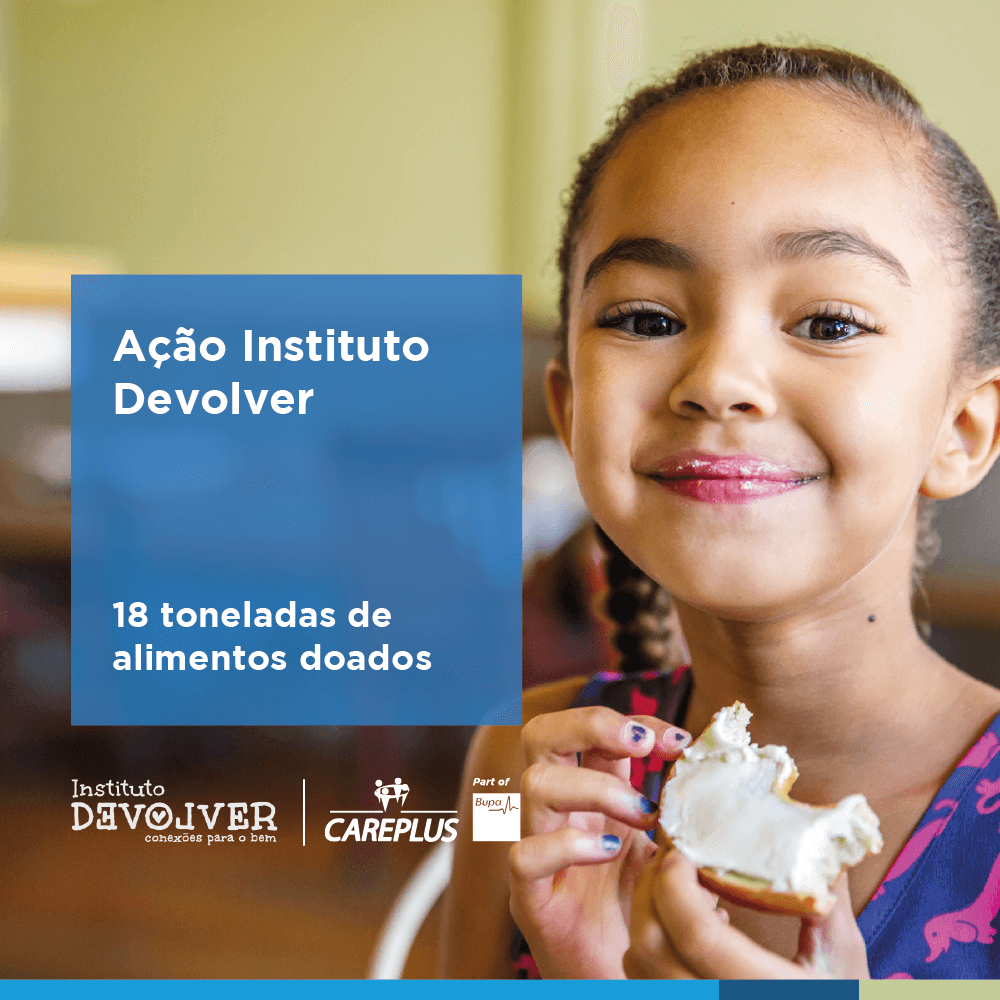 Ação Instituto
Devolver
18 toneladas de
alimentos doados
Instituto
DEVOLVER
conexões para o bem
CAREPLUS
Part of
Bupa